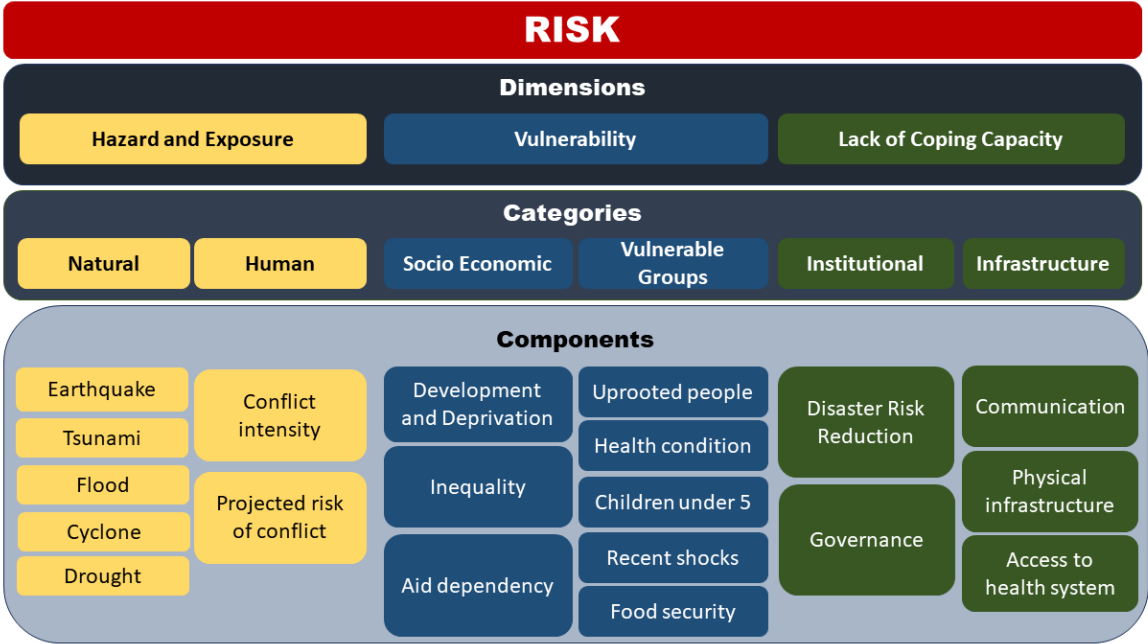 RISK
Dimensions
Hazard and Exposure
Vulnerability
Lack of Coping Capacity
Categories
Natural
Human
Socio Economic
Vulnerable
Groups
Institutional
Infrastructure
Components
Earthquake
Tsunami
Flood
Cyclone
Drought
Conflict
intensity
Projected risk
of conflict
Development
and Deprivation
Inequality
Aid dependency
Uprooted people
Health condition
Children under 5
Recent shocks
Food security
Disaster Risk
Reduction
Governance
Communication
Physical
infrastructure
Access to
health system